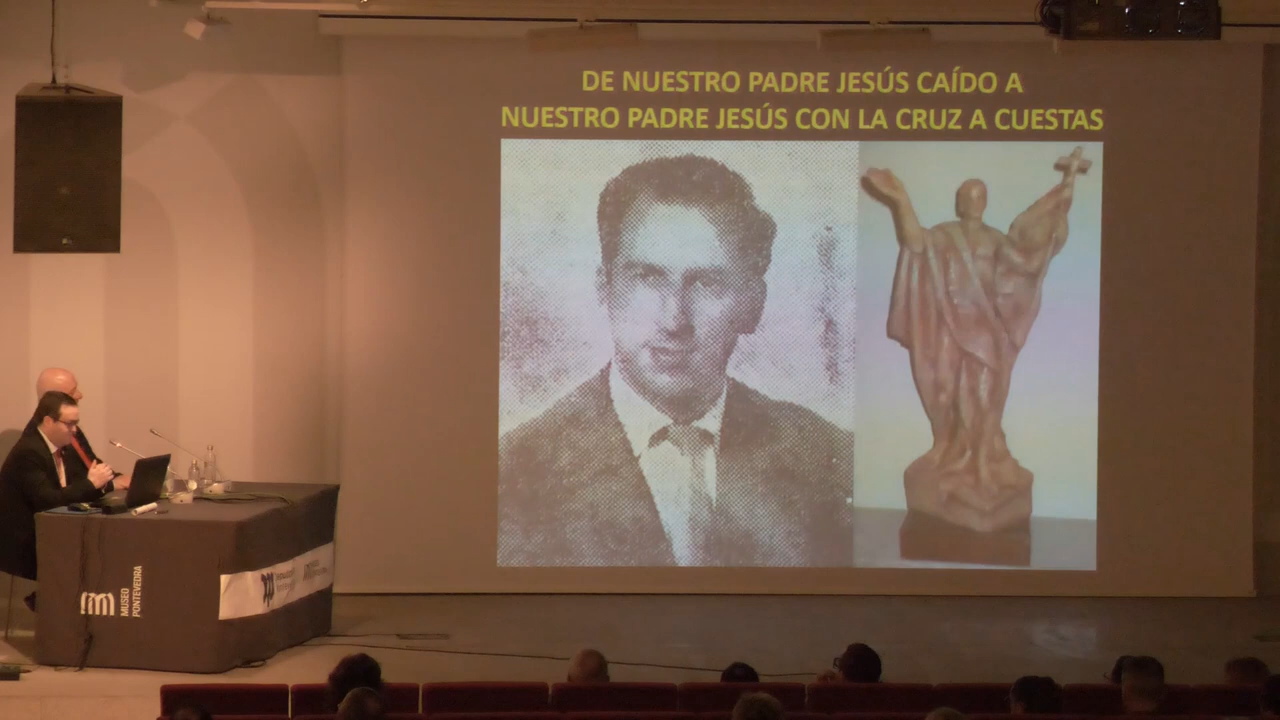 DE NUESTRO PADRE JESÚS CAÍDO A
NUESTRO PADRE JESÚS CON LA CRUZ A CUESTAS
MUSEO
PONTEVEDRA